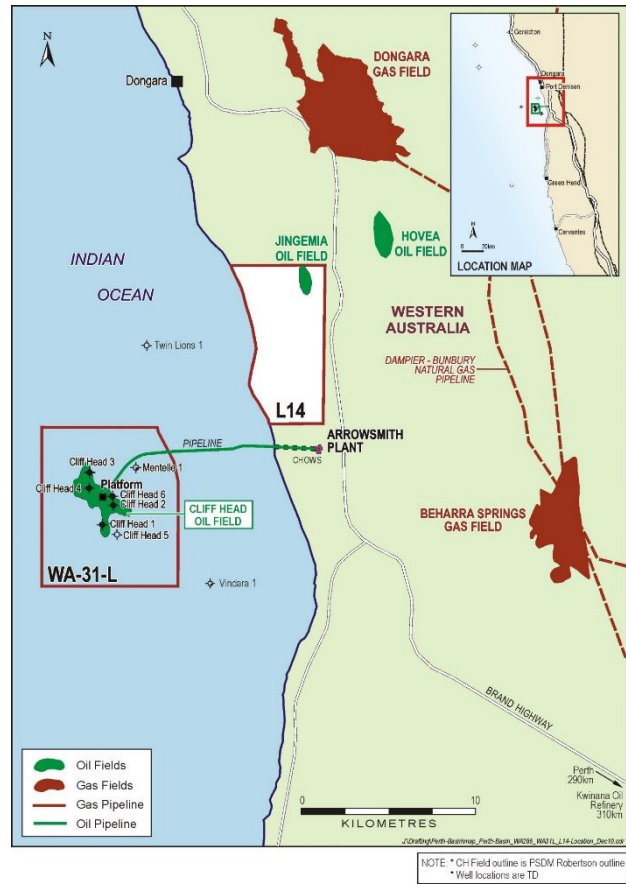 N
Dongara
DONGARA
GAS FIELD
Geraldton
Dongara
Port Denison
Green Head
Cervantes
N
0
LOCATION MAP
INDIAN
OCEAN
JINGEMIA
OIL FIELD
HOVEA
OIL FIELD
WESTERN
AUSTRALIA
DAMPIER - BUNBURY
NATURAL GAS
PIPELINE
Twin Lions 1
L14
PIPELINE
ARROWSMITH
PLANT
CHOWS
Cliff Head 3
Mentelle 1
Cliff Head 4
Platform
Cliff Head 6
Cliff Head 2
CLIFF HEAD
OIL FIELD
Cliff Head 1
Cliff Head 5
WA-31-L
Vindara 1
BEHARRA SPRINGS
GAS FIELD
BRAND HIGHWAY
Perth
290km
Kwinana Oil
Refinery
310km
Oil Fields
Gas Fields
Gas Pipeline
Oil Pipeline
0 10
KILOMETRES
NOTE: * CH Field outline is PSDM Robertson outline
* Well locations are TD